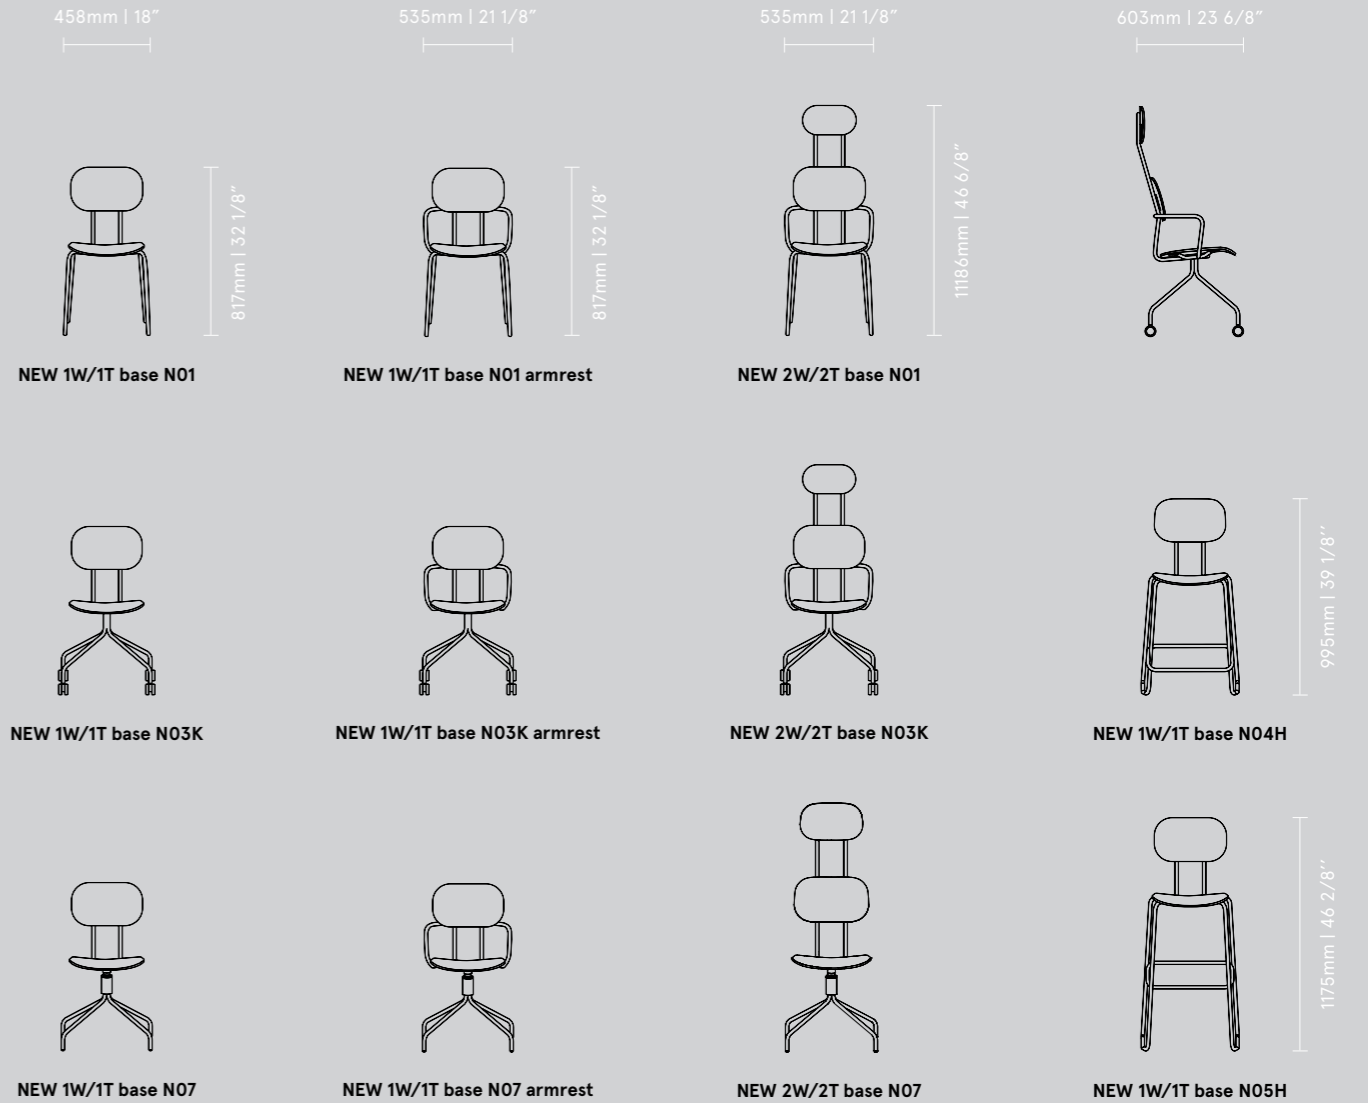 458mm | 18″
535mm | 21 1/8″
535mm | 21 1/8″
603mm | 23 6/8″
817mm | 32 1/8″
817mm | 32 1/8″
11186mm | 46 6/8″
NEW 1W/1T base N01
NEW 1W/1T base N01 armrest
NEW 2W/2T base N01
995mm | 39 1/8′′
NEW 1W/1T base N03K
NEW 1W/1T base N03K armrest
NEW 2W/2T base N03K
NEW 1W/1T base N04H
1175mm | 46 2/8′′
NEW 1W/1T base N07
NEW 1W/1T base N07 armrest
NEW 2W/2T base N07
NEW 1W/1T base N05H